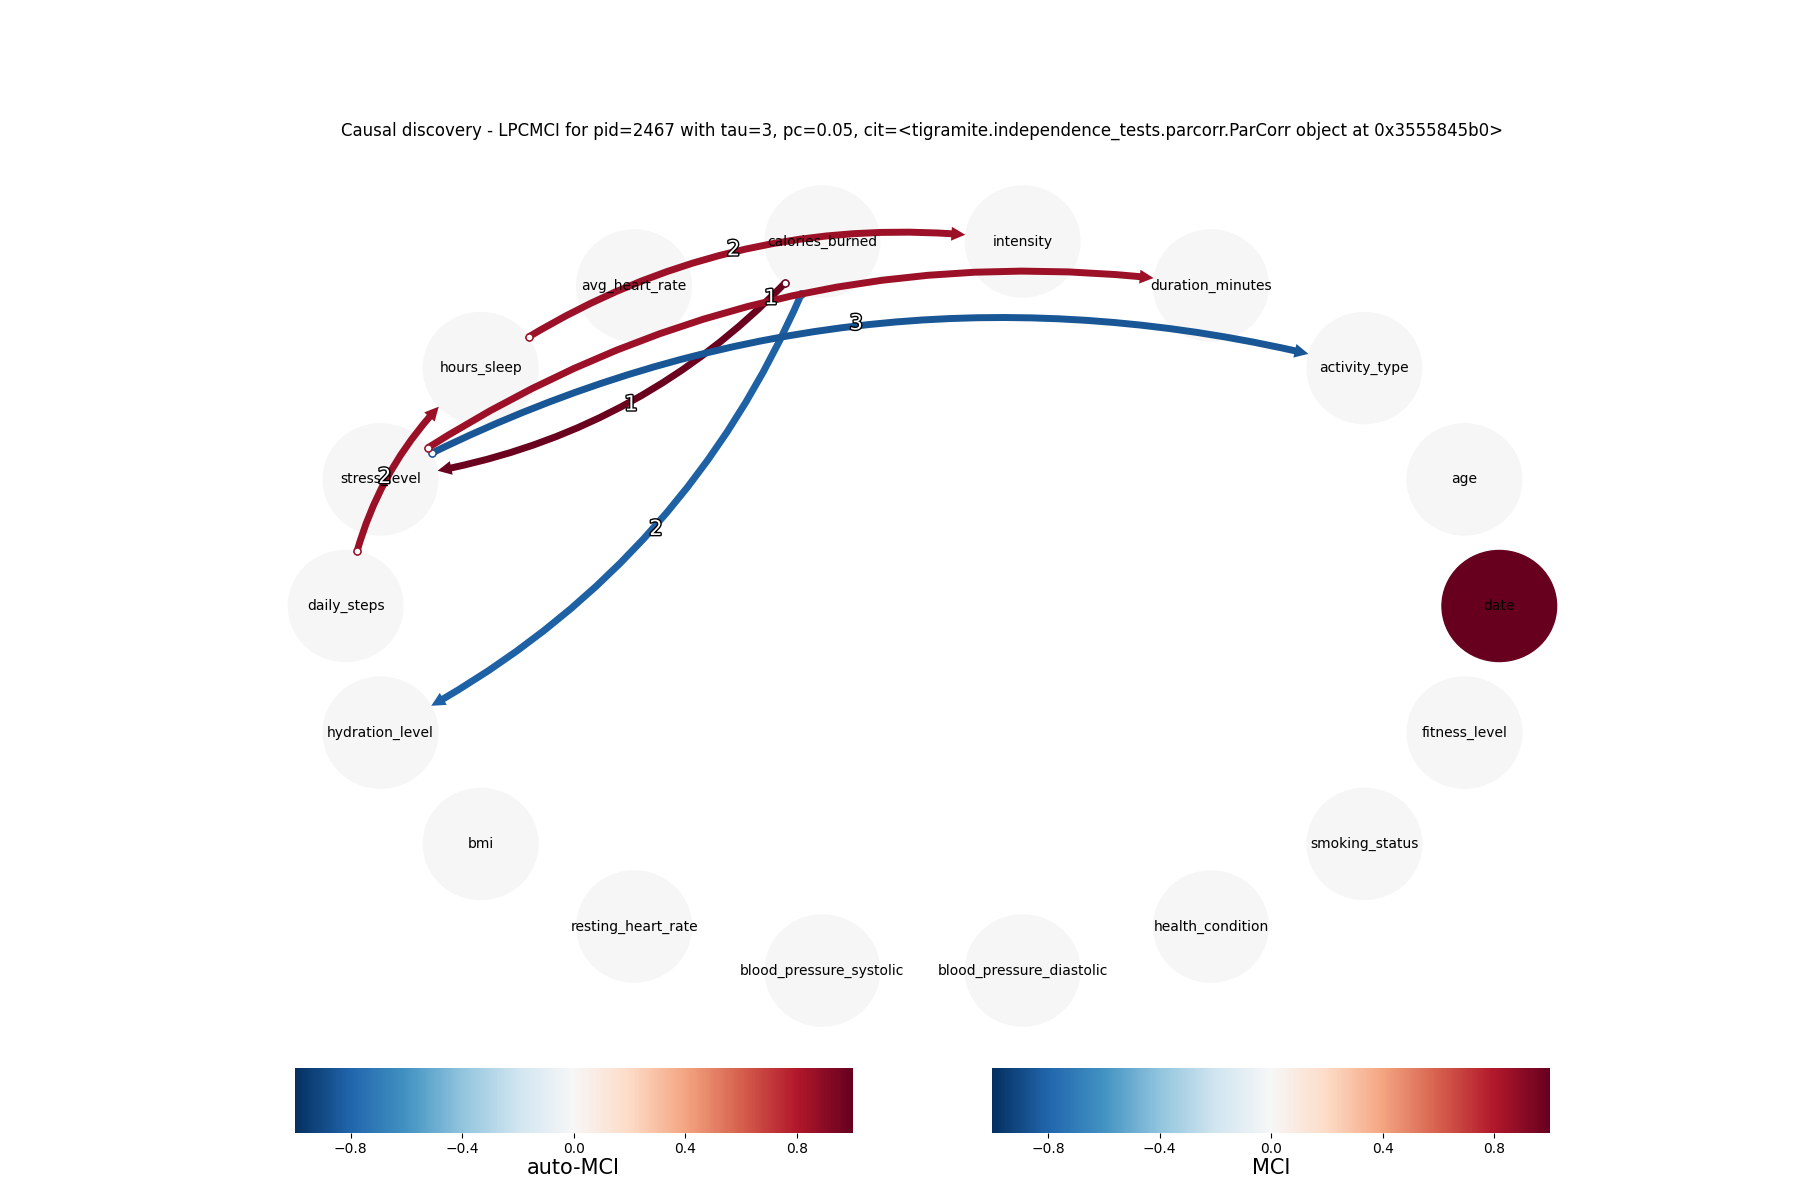 Causal discovery - LPCMCI for pid=2467 with tau=3, pc=0.05, cit=<tigramite.independence_tests.parcorr.ParCorr object at 0x3555845b0>
calories_burned
intensity
2
avg_heart_rate
duration_minutes
1
3
hours_sleep
activity_type
1
stress_level
2
age
2
daily_steps
date
hydration_level
fitness_level
bmi
smoking_status
resting_heart_rate
health_condition
blood_pressure_systolic
blood_pressure_diastolic
−0.8 −0.4 0.0 0.4 0.8
auto-MCI
−0.8 −0.4 0.0 0.4 0.8
MCI